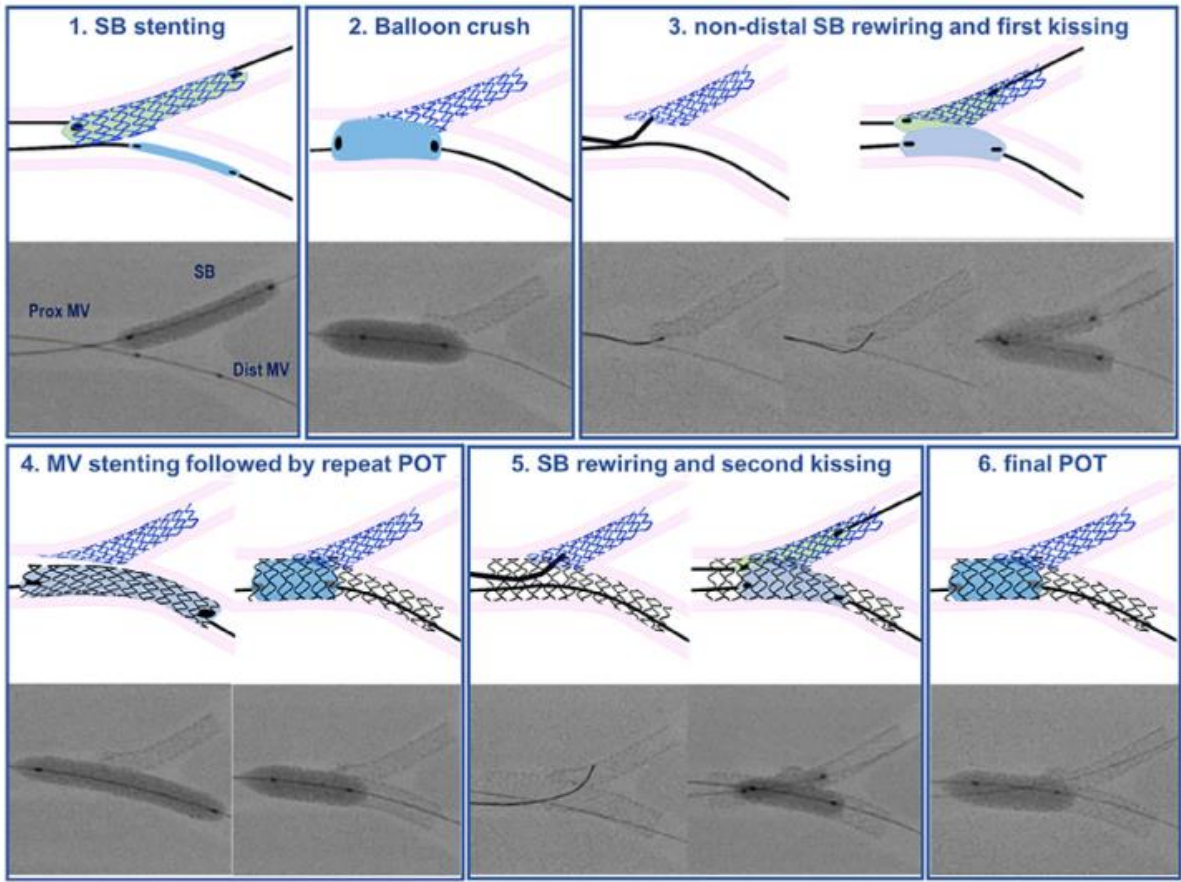 1. SB stenting
2. Balloon crush
3. non-distal SB rewiring and first kissing
SB
Prox MV
Dist MV
4. MV stenting followed by repeat POT
5. SB rewiring and second kissing
6. final POT